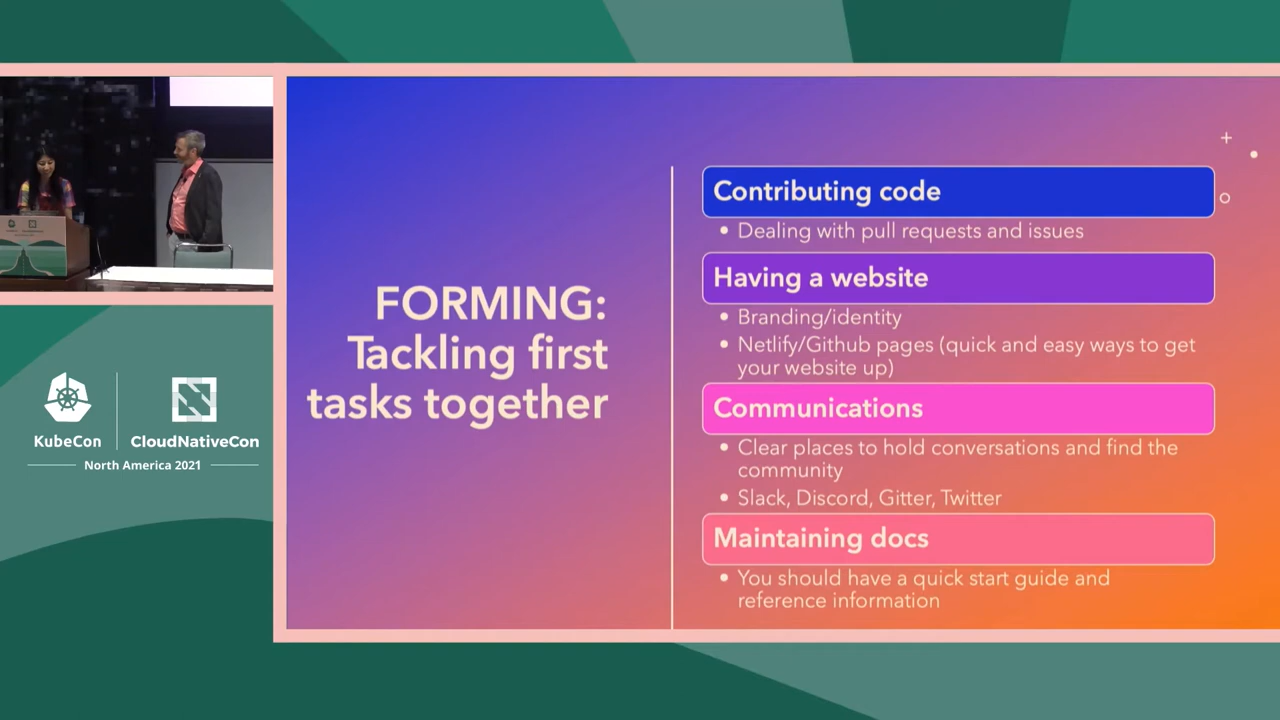 FORMING:
Tackling first
tasks together
Contributing code
• Dealing with pull requests and issues
Having a website
• Branding/identity
• Netlify/Github pages (quick and easy ways to get
your website up)
Communications
• Clear places to hold conversations and find the
community
• Slack, Discord, Gitter, Twitter
Maintaining docs
• You should have a quick start guide and
reference information
KubeCon
CloudNativeCon
North America 2021